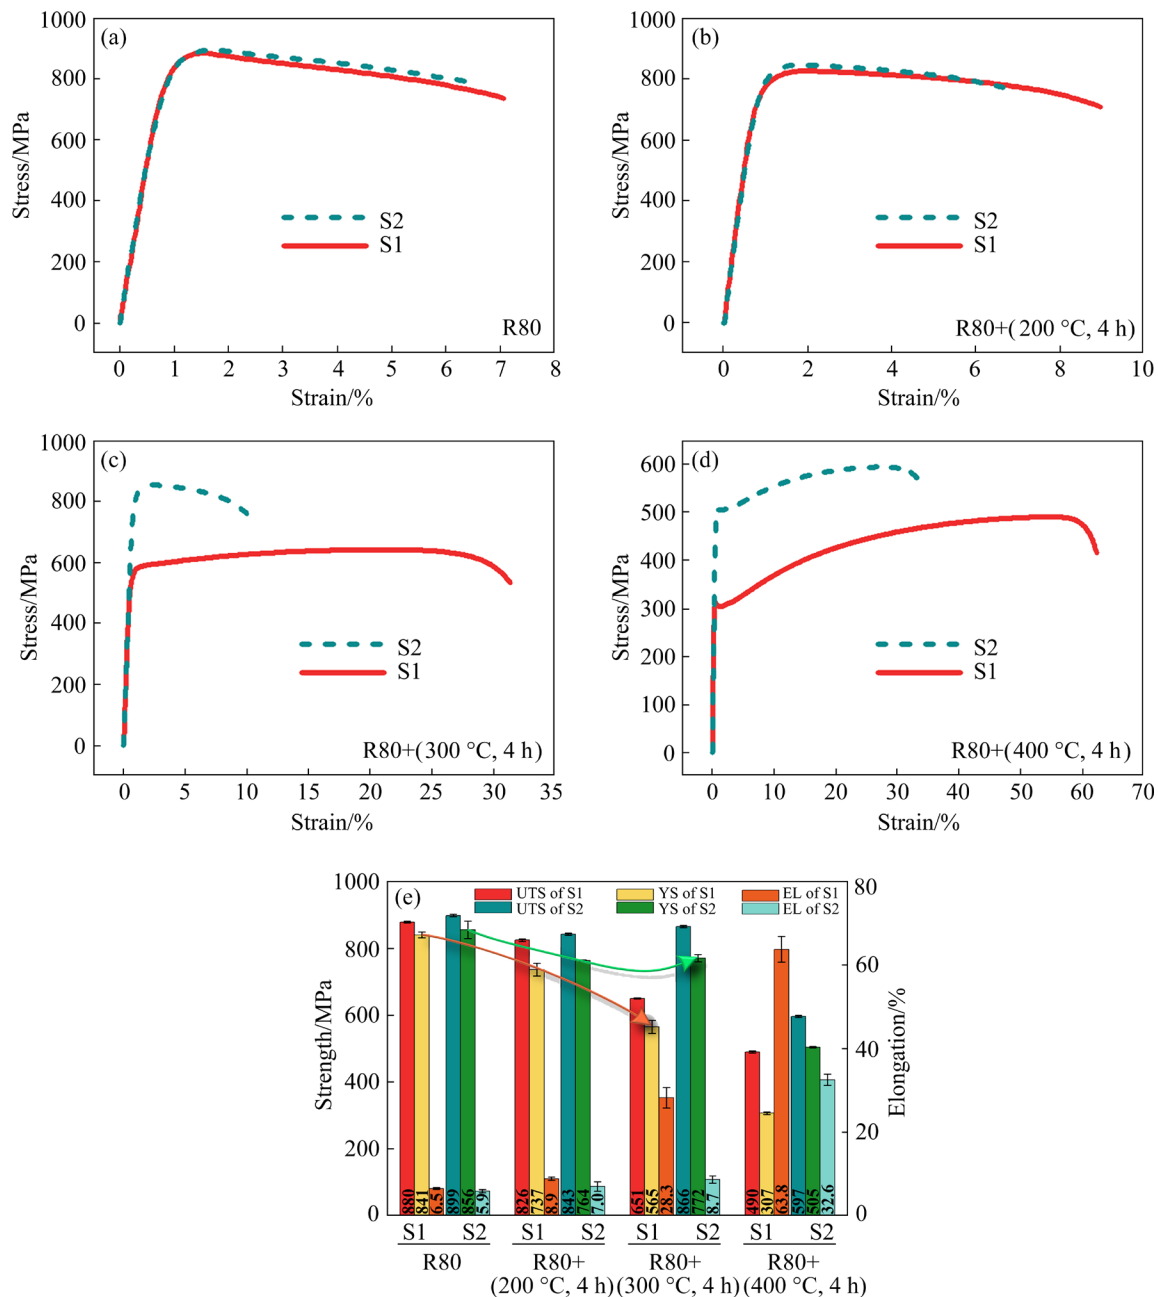 (a)
1000
800
600
400
200
0
Stress/MPa
S2
S1
R80
0 1 2 3 4 5 6 7 8
Strain/%
(b)
1000
800
600
400
200
0
Stress/MPa
S2
S1
R80+(200 °C, 4 h)
0 2 4 6 8 10
Strain/%
(c)
1000
800
600
400
200
0
Stress/MPa
S2
S1
R80+(300 °C, 4 h)
0 5 10 15 20 25 30 35
Strain/%
(d)
600
500
400
300
200
100
0
Stress/MPa
S2
S1
R80+(400 °C, 4 h)
0 10 20 30 40 50 60 70
Strain/%
(e)
1000
800
600
400
200
0
Strength/MPa
UTS of S1 YS of S1 EL of S1
UTS of S2 YS of S2 EL of S2
80
60
40
20
0
Elongation/%
880 841 6.5 899 856 5.9 826 737 8.9 843 764 7.0 651 565 28.3 866 772 8.7 490 307 63.8 597 505 32.6
S1 S2 S1 S2 S1 S2 S1 S2
R80 R80+ R80+ R80+
(200 °C, 4 h) (300 °C, 4 h) (400 °C, 4 h)